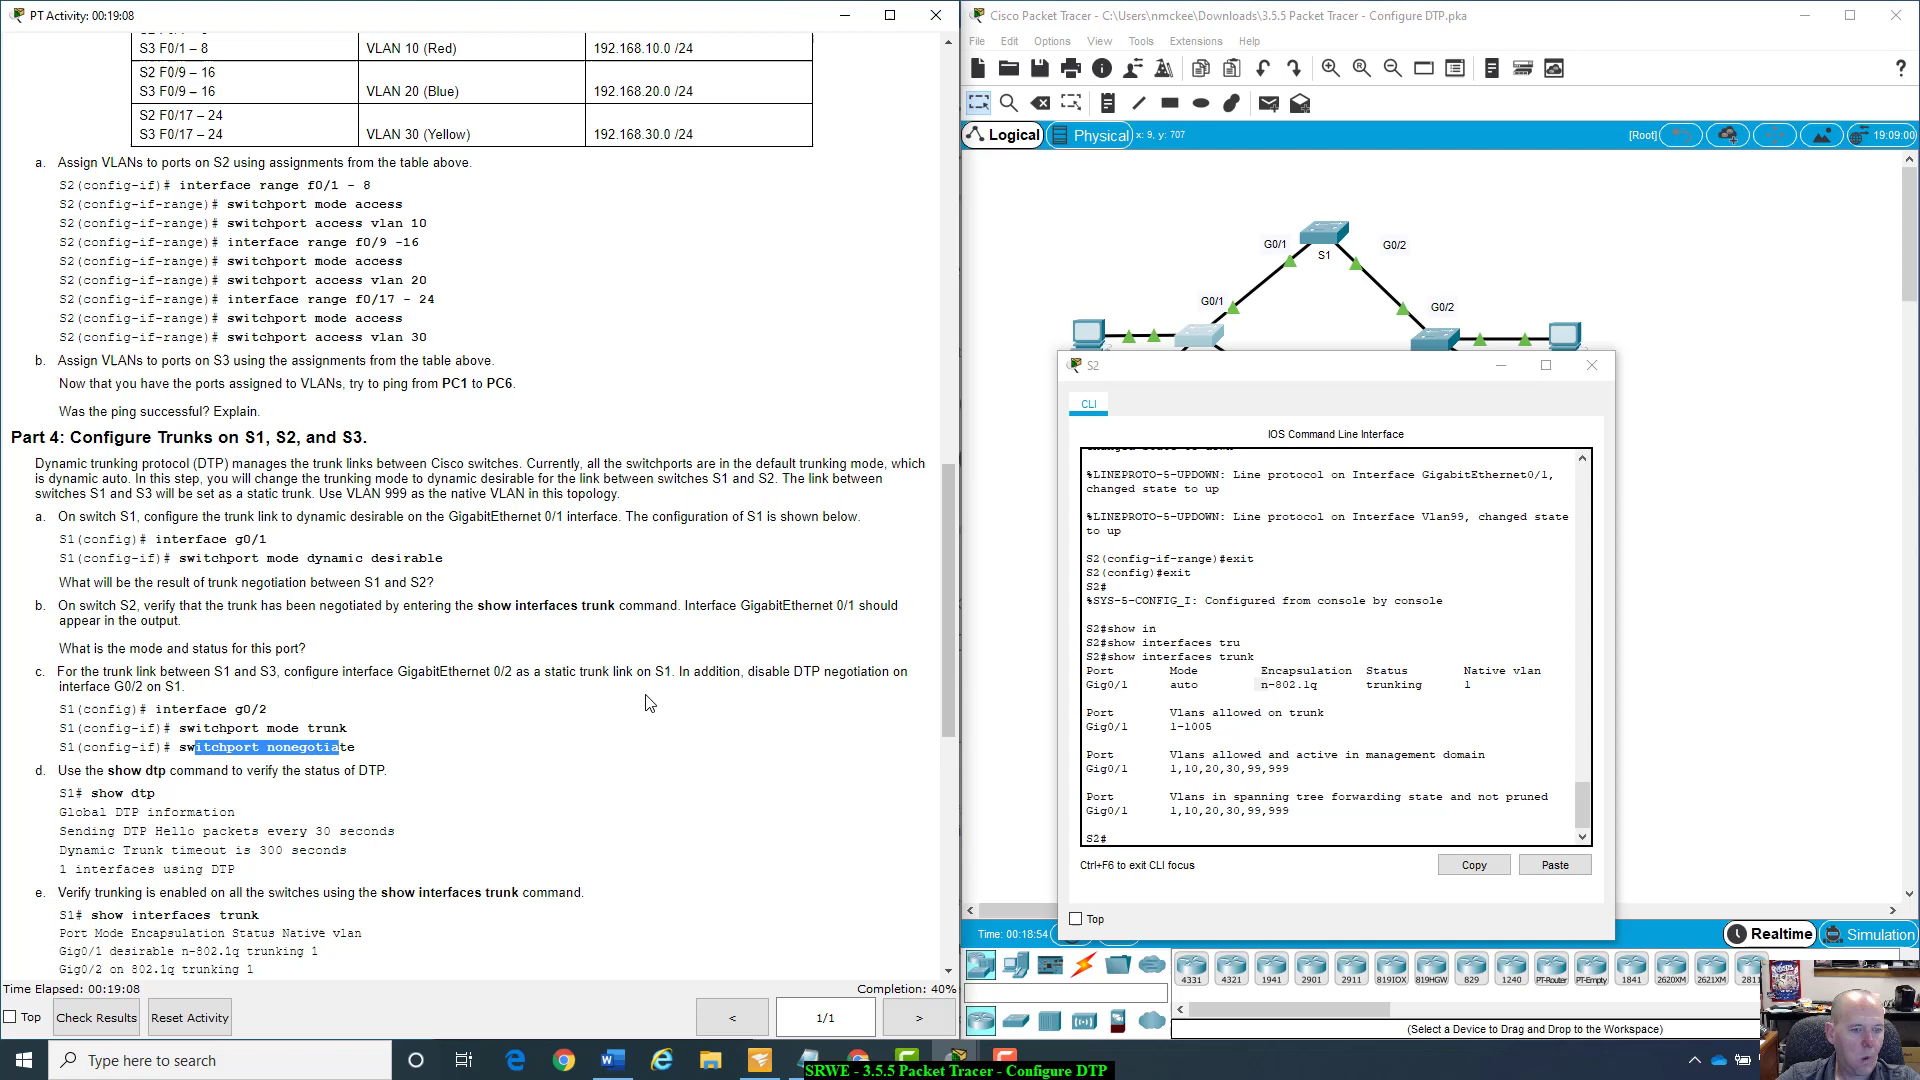 PT Activity: 00:19:08
S3 F0/1 – 8
VLAN 10 (Red)
192.168.10.0 /24
S2 F0/9 – 16
S3 F0/9 – 16
VLAN 20 (Blue)
192.168.20.0 /24
S2 F0/17 – 24
S3 F0/17 – 24
VLAN 30 (Yellow)
192.168.30.0 /24
a. Assign VLANs to ports on S2 using assignments from the table above.
S2(config-if)# interface range f0/1 - 8
S2(config-if-range)# switchport mode access
S2(config-if-range)# switchport access vlan 10
S2(config-if-range)# interface range f0/9 -16
S2(config-if-range)# switchport mode access
S2(config-if-range)# switchport access vlan 20
S2(config-if-range)# interface range f0/17 - 24
S2(config-if-range)# switchport mode access
S2(config-if-range)# switchport access vlan 30
b. Assign VLANs to ports on S3 using the assignments from the table above.
Now that you have the ports assigned to VLANs, try to ping from PC1 to PC6.
Was the ping successful? Explain.
Part 4: Configure Trunks on S1, S2, and S3.
Dynamic trunking protocol (DTP) manages the trunk links between Cisco switches. Currently, all the switchports are in the default trunking mode, which
is dynamic auto. In this step, you will change the trunking mode to dynamic desirable for the link between switches S1 and S2. The link between
switches S1 and S3 will be set as a static trunk. Use VLAN 999 as the native VLAN in this topology.
a. On switch S1, configure the trunk link to dynamic desirable on the GigabitEthernet 0/1 interface. The configuration of S1 is shown below.
S1(config)# interface g0/1
S1(config-if)# switchport mode dynamic desirable
What will be the result of trunk negotiation between S1 and S2?
b. On switch S2, verify that the trunk has been negotiated by entering the show interfaces trunk command. Interface GigabitEthernet 0/1 should
appear in the output.
What is the mode and status for this port?
c. For the trunk link between S1 and S3, configure interface GigabitEthernet 0/2 as a static trunk link on S1. In addition, disable DTP negotiation on
interface G0/2 on S1.
S1(config)# interface g0/2
S1(config-if)# switchport mode trunk
S1(config-if)# switchport nonegotiate
d. Use the show dtp command to verify the status of DTP.
S1# show dtp
Global DTP information
Sending DTP Hello packets every 30 seconds
Dynamic Trunk timeout is 300 seconds
1 interfaces using DTP
e. Verify trunking is enabled on all the switches using the show interfaces trunk command.
S1# show interfaces trunk
Port Mode Encapsulation Status Native vlan
Gig0/1 desirable n-802.1q trunking 1
Gig0/2 on 802.1q trunking 1
Time Elapsed: 00:19:08
Completion: 40%
Top
Check Results
Reset Activity
<
1/1
>
Cisco Packet Tracer - C:\Users\nmckee\Downloads\3.5.5 Packet Tracer - Configure DTP.pka
File Edit Options View Tools Extensions Help
?
Logical
Physical
x: 9, y: 707
[Root]
19:09:00
G0/1
G0/2
S1
G0/1
G0/2
S2
CLI
IOS Command Line Interface
changed state to down
%LINEPROTO-5-UPDOWN: Line protocol on Interface GigabitEthernet0/1,
changed state to up
%LINEPROTO-5-UPDOWN: Line protocol on Interface Vlan99, changed state
to up
S2(config-if-range)#exit
S2(config)#exit
S2#
%SYS-5-CONFIG_I: Configured from console by console
S2#show in
S2#show interfaces tru
S2#show interfaces trunk
Port Mode Encapsulation Status Native vlan
Gig0/1 auto n-802.1q trunking 1
Port Vlans allowed on trunk
Gig0/1 1-1005
Port Vlans allowed and active in management domain
Gig0/1 1,10,20,30,99,999
Port Vlans in spanning tree forwarding state and not pruned
Gig0/1 1,10,20,30,99,999
S2#
Ctrl+F6 to exit CLI focus
Copy
Paste
Top
Time: 00:18:54
Realtime
Simulation
4331 4321 1941 2901 2911 819IOX 819HGW 829 1240 PT-Router PT-Empty 1841 2620XM 2621XM 2811
(Select a Device to Drag and Drop to the Workspace)
Type here to search
SRWE - 3.5.5 Packet Tracer - Configure DTP